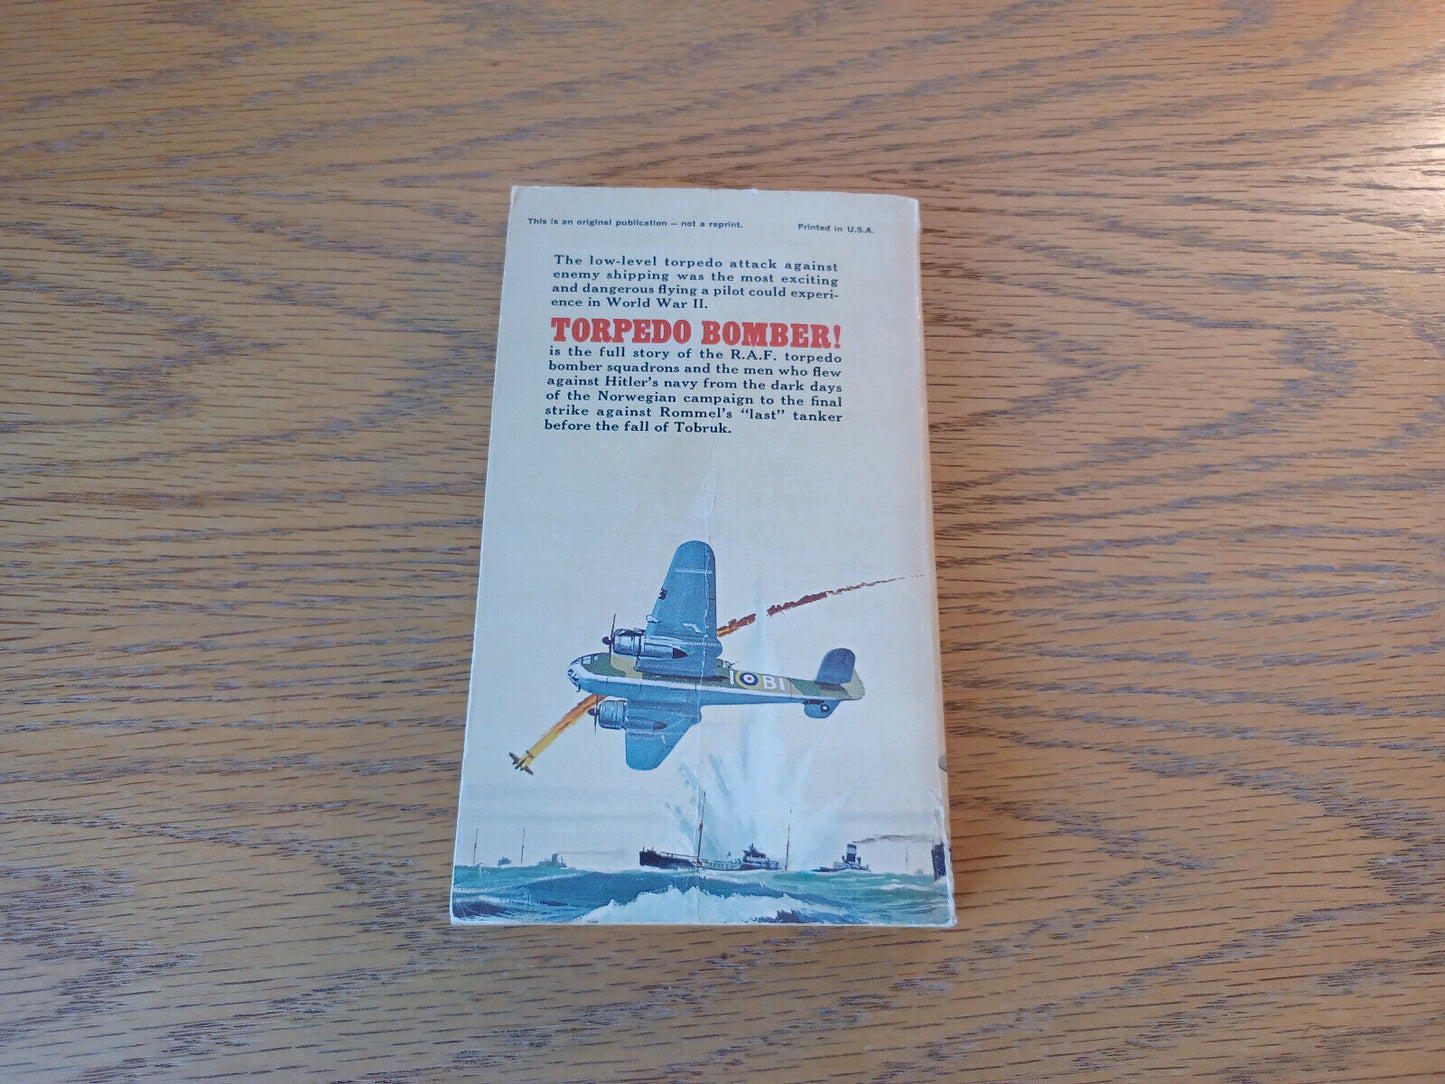 This is an original publication — not a reprint. Printed in U.S.A.
The low-level torpedo attack against
enemy shipping was the most exciting
and dangerous flying a pilot could experi-
ence in World War II.
TORPEDO BOMBER!
is the full story of the R.A.F. torpedo
bomber squadrons and the men who flew
against Hitler's navy from the dark days
of the Norwegian campaign to the final
strike against Rommel's "last" tanker
before the fall of Tobruk.
I BI